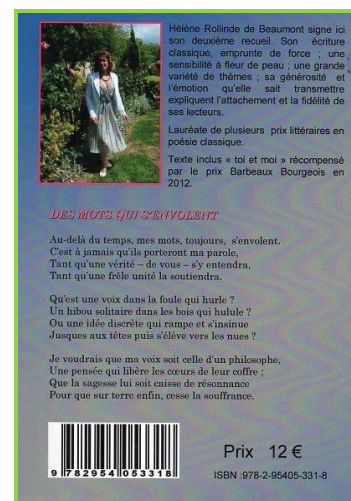 Hélène Rollinde de Beaumont signe ici
son deuxième recueil. Son écriture
classique, emprunte de force ; une
sensibilité à fleur de peau ; une grande
variété de thèmes ; sa générosité et
l'émotion qu'elle sait transmettre
expliquent l'attachement et la fidélité de
ses lecteurs.
Lauréate de plusieurs prix littéraires en
poésie classique.
Texte inclus « toi et moi » récompensé
par le prix Barbeaux Bourgeois en
2012.
DES MOTS QUI S'ENVOLENT
Au-delà du temps, mes mots, toujours, s'envolent.
C'est à jamais qu'ils porteront ma parole,
Tant qu'une vérité – de vous – s'y entendra,
Tant qu'une frêle unité la soutiendra.
Qu'est une voix dans la foule qui hurle ?
Un hibou solitaire dans les bois qui hulule ?
Ou une idée discrète qui rampe et s'insinue
Jusques aux têtes puis s'élève vers les nues ?
Je voudrais que ma voix soit celle d'un philosophe,
Une pensée qui libère les cœurs de leur coffre ;
Que la sagesse lui soit caisse de résonnance
Pour que sur terre enfin, cesse la souffrance.
Prix 12 €
9 782954 053318
ISBN :978-2-95405-331-8